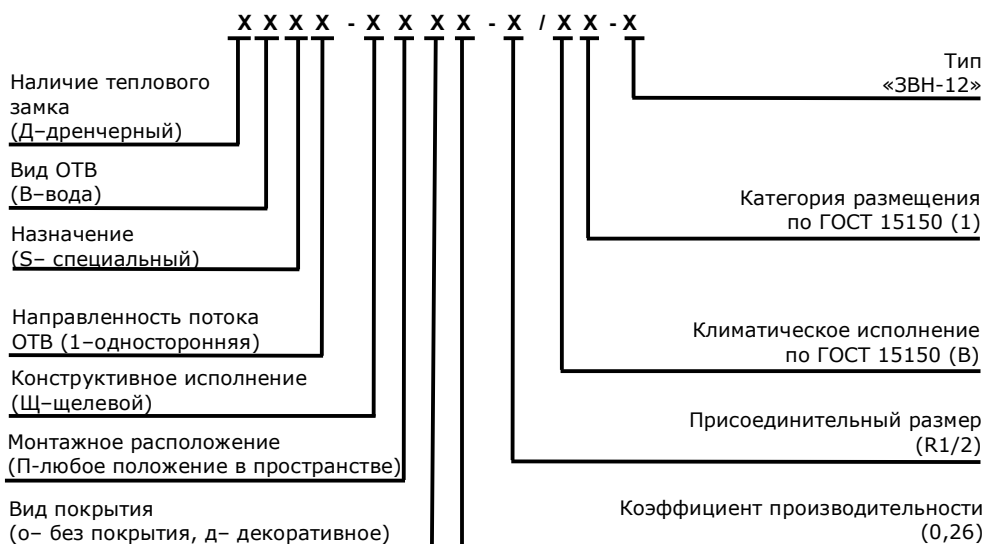 X X X X - X X X X - X / X X - X
Наличие теплового
замка
(Д–дренчерный)
Вид ОТВ
(В–вода)
Назначение
(S– специальный)
Направленность потока
ОТВ (1–односторонняя)
Конструктивное исполнение
(Щ–щелевой)
Монтажное расположение
(П-любое положение в пространстве)
Вид покрытия
(о– без покрытия, д– декоративное)
Тип
«ЗВН-12»
Категория размещения
по ГОСТ 15150 (1)
Климатическое исполнение
по ГОСТ 15150 (В)
Присоединительный размер
(R1/2)
Коэффициент производительности
(0,26)